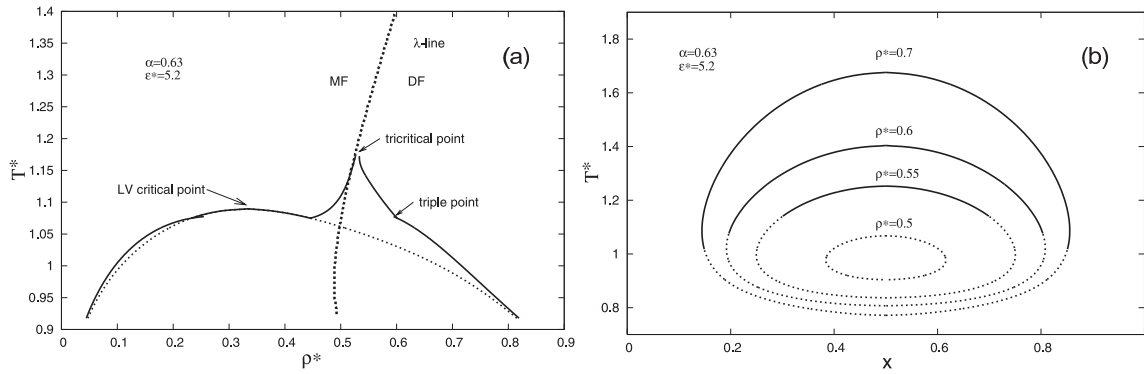 (a)
α=0.63
ε*=5.2
λ-line
MF
DF
tricritical point
LV critical point
triple point
T*
1.4
1.35
1.3
1.25
1.2
1.15
1.1
1.05
1
0.95
0.9
0
0.1
0.2
0.3
0.4
0.5
0.6
0.7
0.8
0.9
ρ*
(b)
α=0.63
ε*=5.2
ρ*=0.7
ρ*=0.6
ρ*=0.55
ρ*=0.5
T*
1.8
1.6
1.4
1.2
1
0.8
0
0.2
0.4
0.6
0.8
x